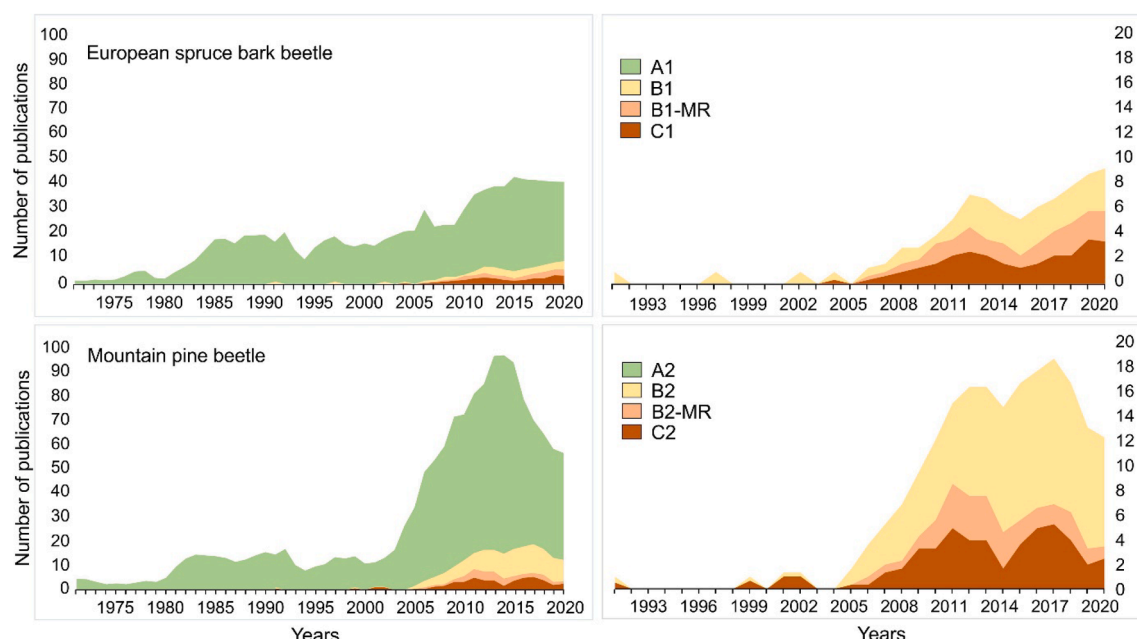 European spruce bark beetle
Number of publications
100
90
80
70
60
50
40
30
20
10
0
1975 1980 1985 1990 1995 2000 2005 2010 2015 2020
A1
B1
B1-MR
C1
20
18
16
14
12
10
8
6
4
2
0
1993 1996 1999 2002 2005 2008 2011 2014 2017 2020
Mountain pine beetle
Number of publications
100
90
80
70
60
50
40
30
20
10
0
1975 1980 1985 1990 1995 2000 2005 2010 2015 2020
Years
A2
B2
B2-MR
C2
20
18
16
14
12
10
8
6
4
2
0
1993 1996 1999 2002 2005 2008 2011 2014 2017 2020
Years